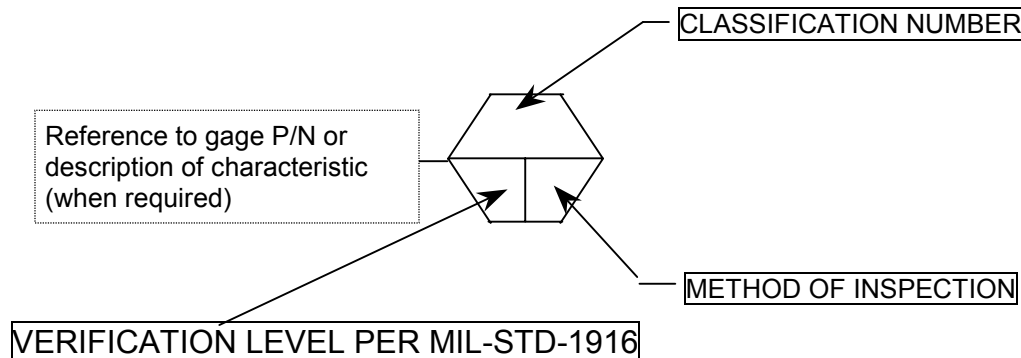 CLASSIFICATION NUMBER
Reference to gage P/N or
description of characteristic
(when required)
METHOD OF INSPECTION
VERIFICATION LEVEL PER MIL-STD-1916